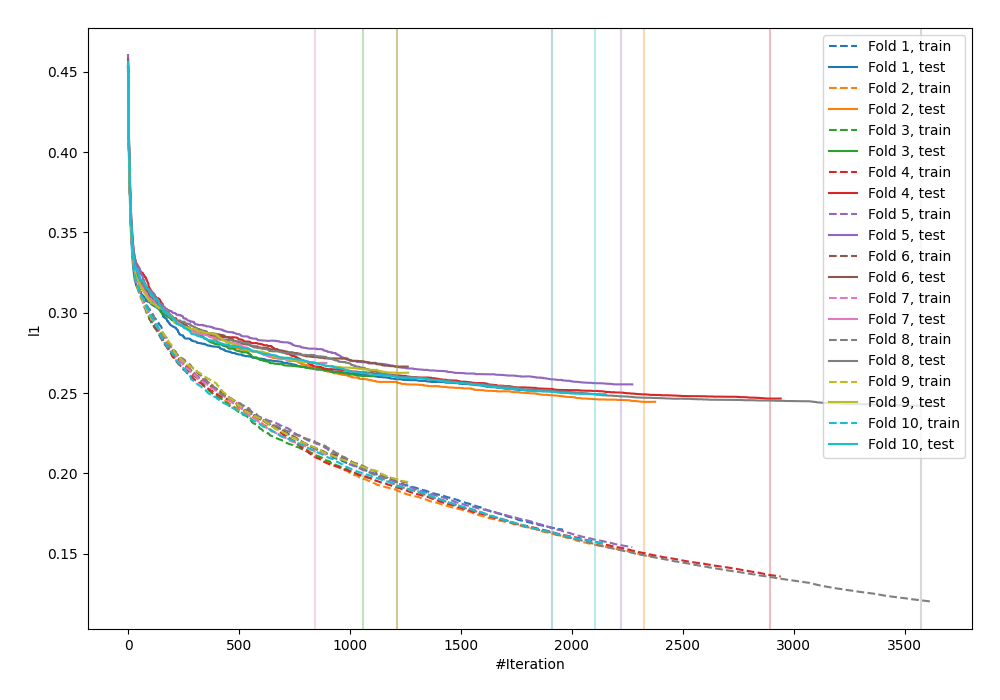 0.45
0.40
0.35
0.30
0.25
0.20
0.15
l1
0
500
1000
1500
2000
2500
3000
3500
#Iteration
Fold 1, train
Fold 1, test
Fold 2, train
Fold 2, test
Fold 3, train
Fold 3, test
Fold 4, train
Fold 4, test
Fold 5, train
Fold 5, test
Fold 6, train
Fold 6, test
Fold 7, train
Fold 7, test
Fold 8, train
Fold 8, test
Fold 9, train
Fold 9, test
Fold 10, train
Fold 10, test